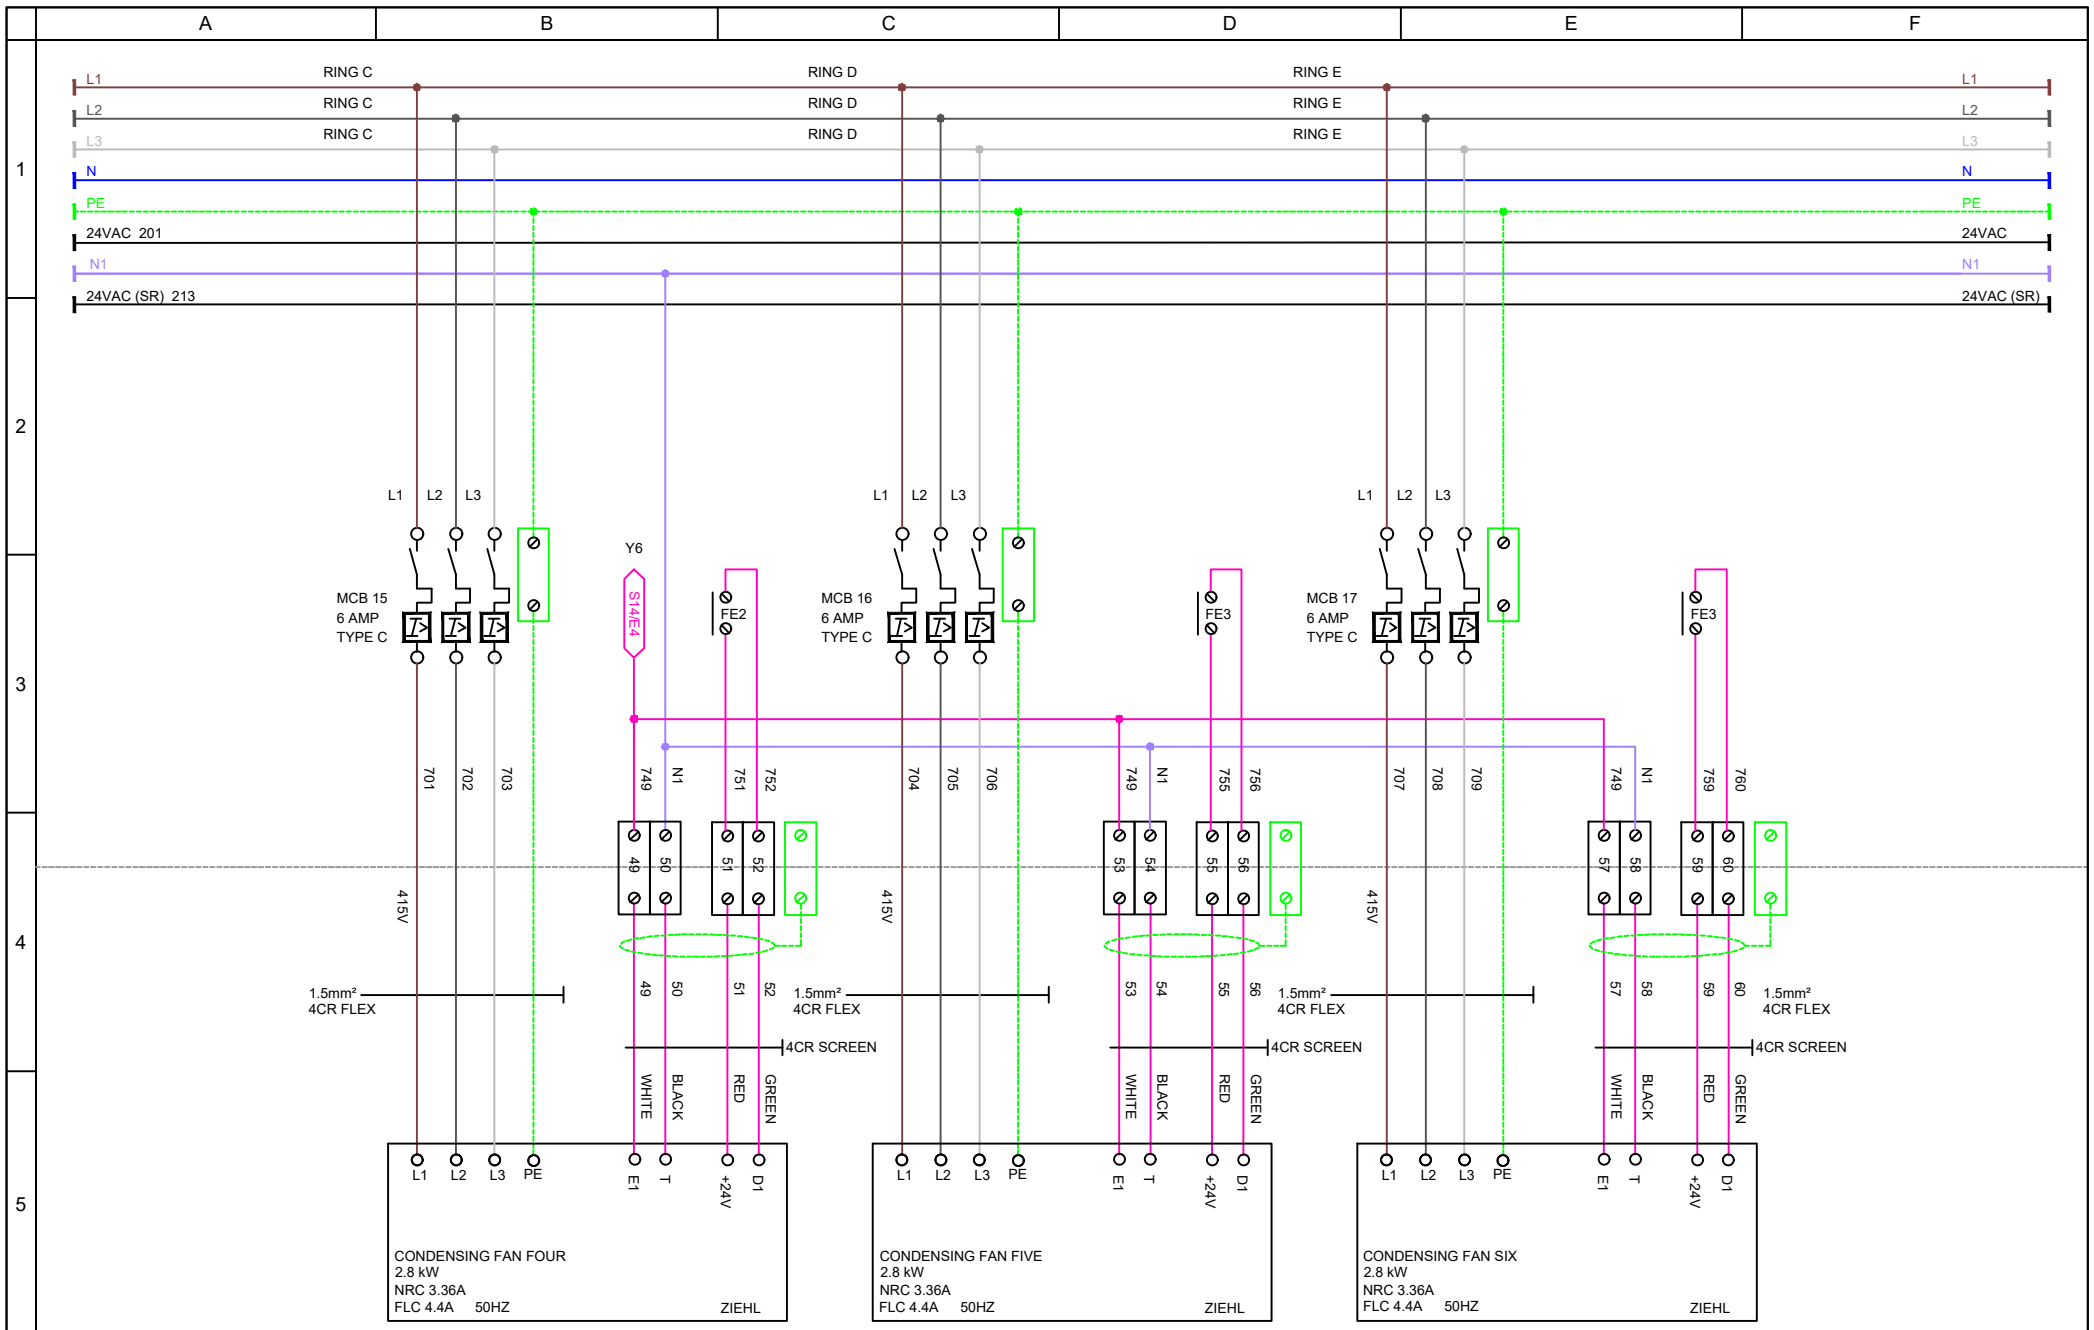 A B C D E F
RING C RING D RING E
L1 L1
RING C RING D RING E
L2 L2
RING C RING D RING E
L3 L3
1
N N
PE PE
24VAC 201 24VAC
N1 N1
24VAC (SR) 213 24VAC (SR)
2
L1 L2 L3 L1 L2 L3 L1 L2 L3
Y6
S14/E4
MCB 15
6 AMP
TYPE C
FE2
MCB 16
6 AMP
TYPE C
FE3
MCB 17
6 AMP
TYPE C
FE3
3
701 702 703 749 N1 751 752 704 705 706 749 N1 755 756 707 708 709 749 N1 759 760
49 50 51 52 53 54 55 56 57 58 59 60
415V 415V 415V
4
49 50 51 52 53 54 55 56 57 58 59 60
1.5mm²
4CR FLEX
1.5mm²
4CR FLEX
1.5mm²
4CR FLEX
1.5mm²
4CR FLEX
4CR SCREEN 4CR SCREEN 4CR SCREEN
WHITE BLACK RED GREEN WHITE BLACK RED GREEN WHITE BLACK RED GREEN
L1 L2 L3 PE E1 T +24V D1 L1 L2 L3 PE E1 T +24V D1 L1 L2 L3 PE E1 T +24V D1
5
CONDENSING FAN FOUR
2.8 kW
NRC 3.36A
FLC 4.4A 50HZ ZIEHL
CONDENSING FAN FIVE
2.8 kW
NRC 3.36A
FLC 4.4A 50HZ ZIEHL
CONDENSING FAN SIX
2.8 kW
NRC 3.36A
FLC 4.4A 50HZ ZIEHL